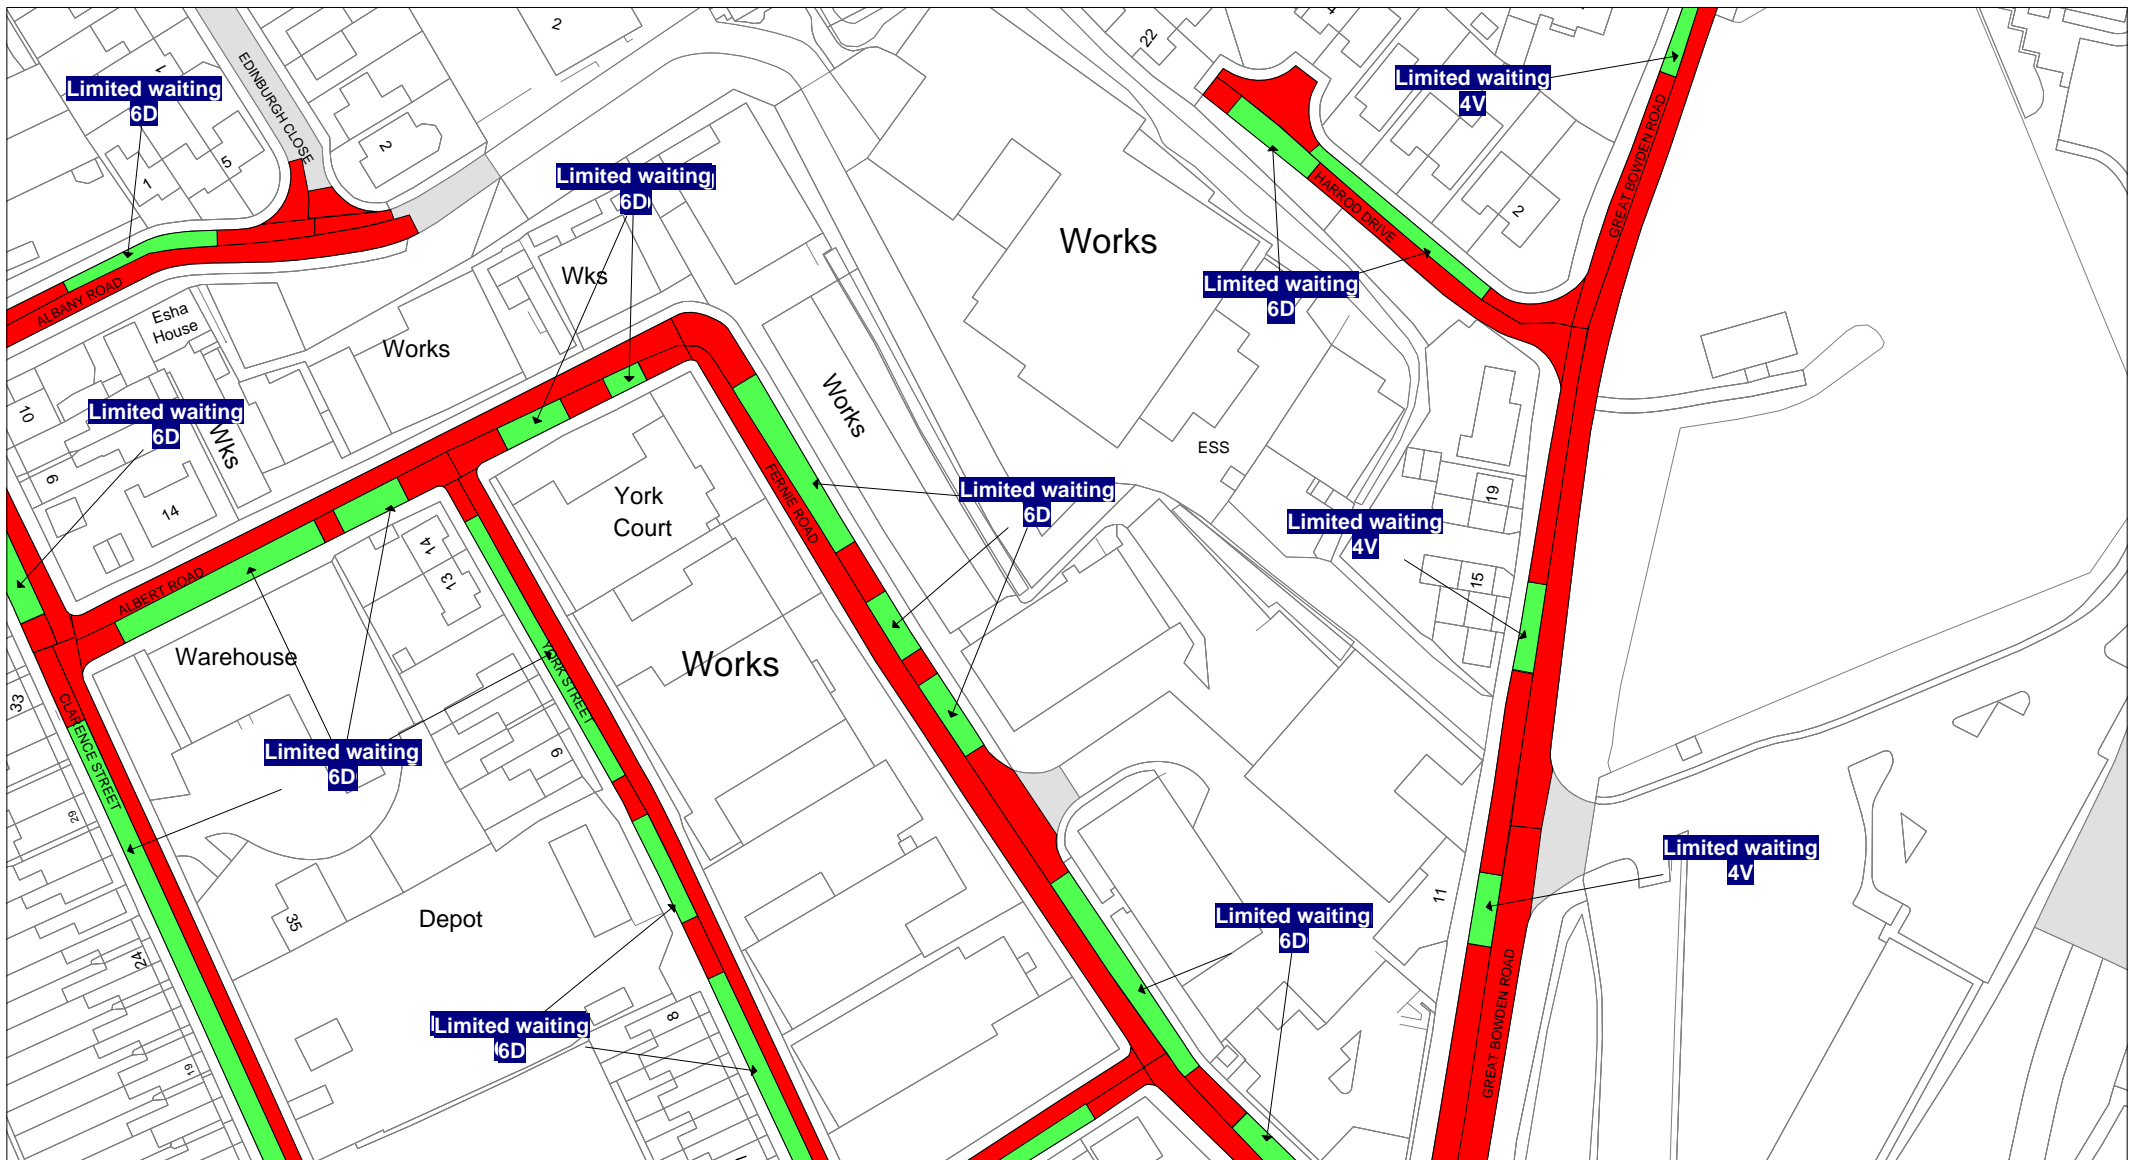 2
22
4
EDINBURGH CLOSE
Limited waiting
6D
1
Limited waiting
4V
2
5
1
Limited waiting
6D
GREAT BOWDEN ROAD
HARROD DRIVE
2
Works
Wks
ALBANY ROAD
Esha
House
Limited waiting
6D
Works
10
Limited waiting
6D
Wks
Works
ESS
6
14
York
Court
FERNIE ROAD
Limited waiting
6D
19
Limited waiting
4V
14
13
15
ALBERT ROAD
Warehouse
YORK STREET
Works
33
CLARENCE STREET
Limited waiting
6D
9
29
Limited waiting
4V
35
Depot
11
Limited waiting
6D
24
GREAT BOWDEN ROAD
Limited waiting
6D
8
19